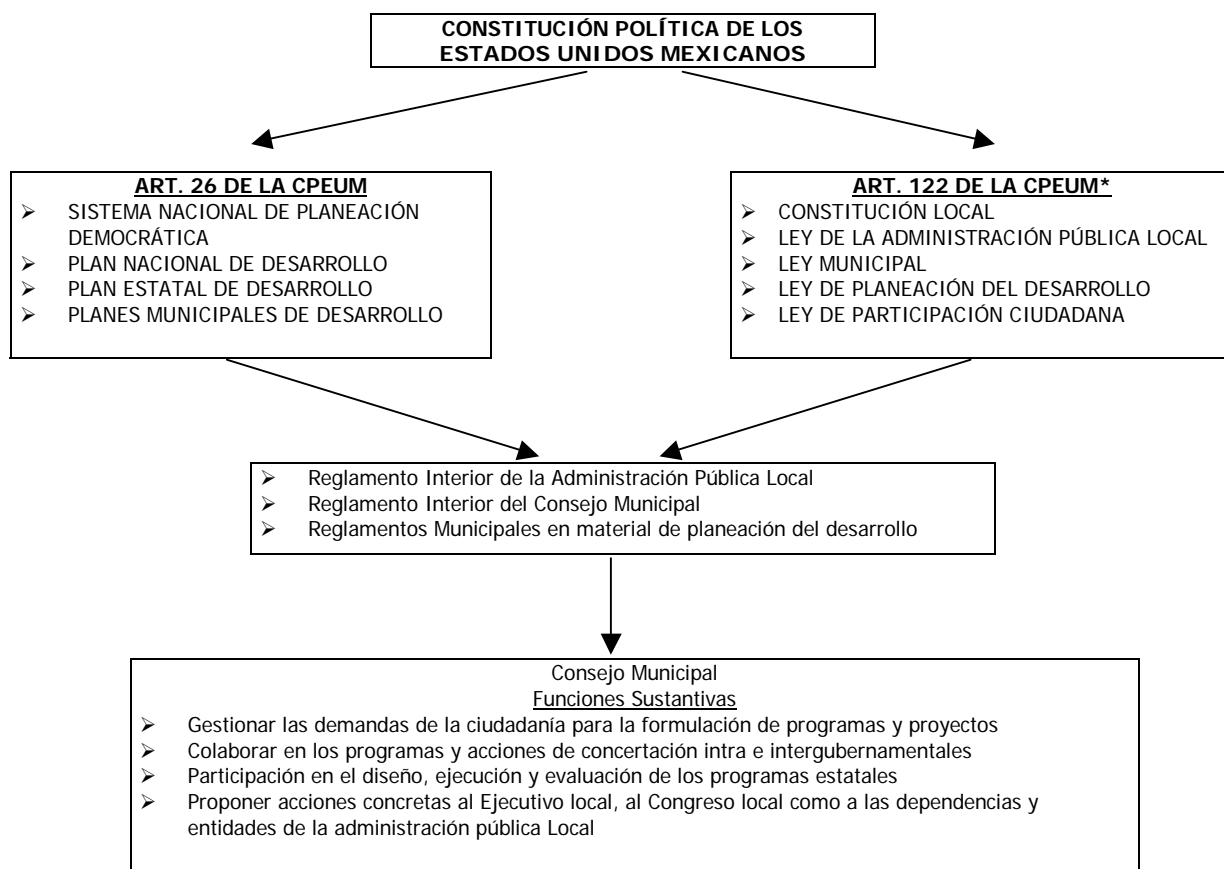 CONSTITUCIÓN POLÍTICA DE LOS
ESTADOS UNIDOS MEXICANOS
ART. 26 DE LA CPEUM
➢ SISTEMA NACIONAL DE PLANEACIÓN
DEMOCRÁTICA
➢ PLAN NACIONAL DE DESARROLLO
➢ PLAN ESTATAL DE DESARROLLO
➢ PLANES MUNICIPALES DE DESARROLLO
ART. 122 DE LA CPEUM*
➢ CONSTITUCIÓN LOCAL
➢ LEY DE LA ADMINISTRACIÓN PÚBLICA LOCAL
➢ LEY MUNICIPAL
➢ LEY DE PLANEACIÓN DEL DESARROLLO
➢ LEY DE PARTICIPACIÓN CIUDADANA
➢ Reglamento Interior de la Administración Pública Local
➢ Reglamento Interior del Consejo Municipal
➢ Reglamentos Municipales en material de planeación del desarrollo
Consejo Municipal
Funciones Sustantivas
➢ Gestionar las demandas de la ciudadanía para la formulación de programas y proyectos
➢ Colaborar en los programas y acciones de concertación intra e intergubernamentales
➢ Participación en el diseño, ejecución y evaluación de los programas estatales
➢ Proponer acciones concretas al Ejecutivo local, al Congreso local como a las dependencias y
entidades de la administración pública Local